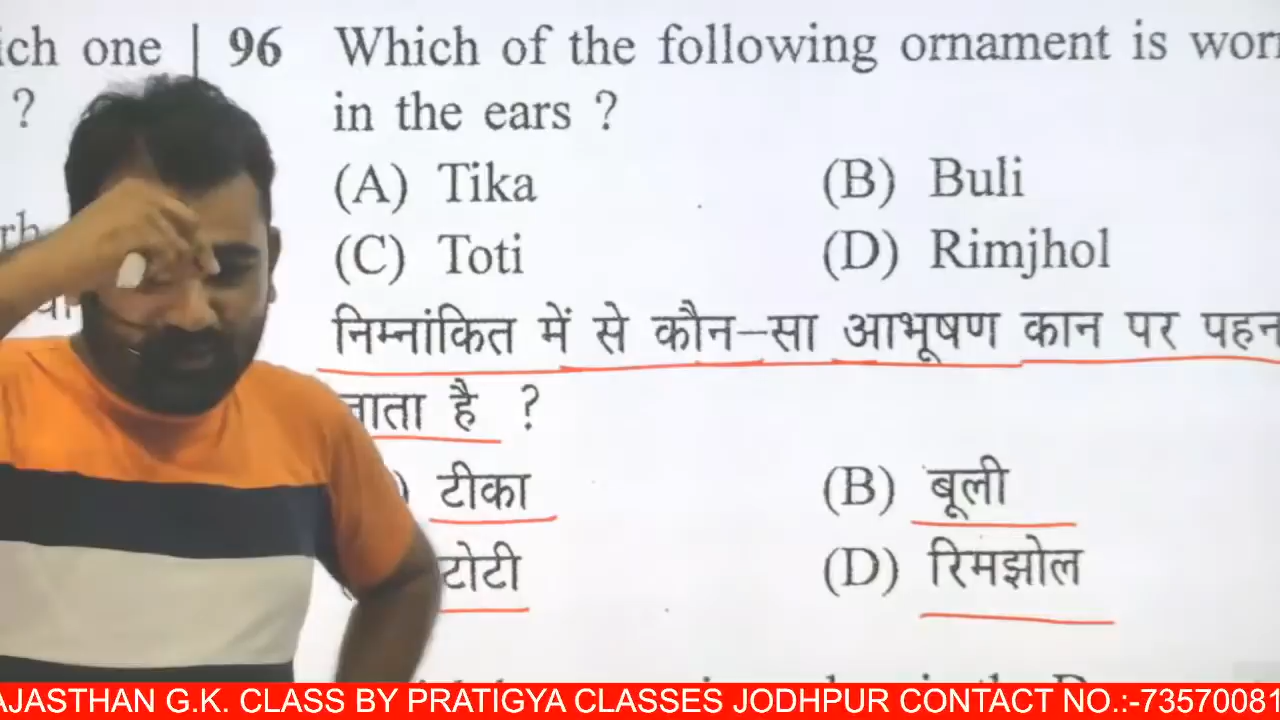 ich one | 96 Which of the following ornament is wor
? in the ears ?
(A) Tika (B) Buli
(C) Toti (D) Rimjhol
निम्नांकित में से कौन–सा आभूषण कान पर पहन
जाता है ?
टीका (B) बूली
टोटी (D) रिमझोल
AJASTHAN G.K. CLASS BY PRATIGYA CLASSES JODHPUR CONTACT NO.:-73570081